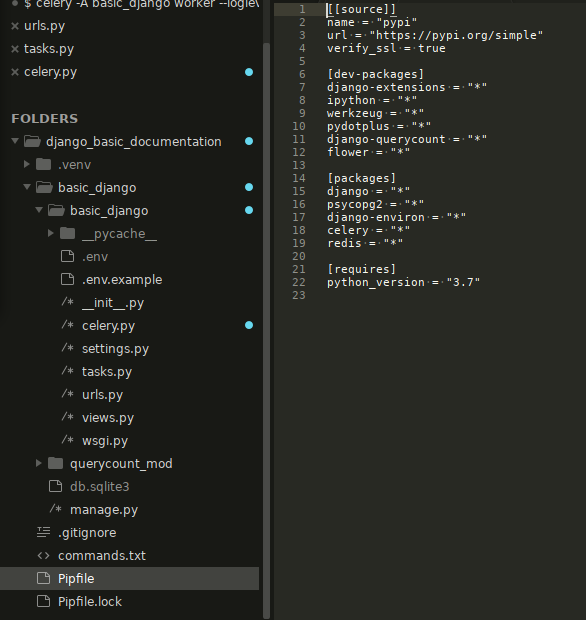 $ celery -A basic_django worker --loglev
urls.py
tasks.py
celery.py
FOLDERS
django_basic_documentation
.venv
basic_django
basic_django
__pycache__
.env
.env.example
__init__.py
celery.py
settings.py
tasks.py
urls.py
views.py
wsgi.py
querycount_mod
db.sqlite3
manage.py
.gitignore
commands.txt
Pipfile
Pipfile.lock
1 [[source]]
2 name = "pypi"
3 url = "https://pypi.org/simple"
4 verify_ssl = true
5
6 [dev-packages]
7 django-extensions = "*"
8 ipython = "*"
9 werkzeug = "*"
10 pydotplus = "*"
11 django-querycount = "*"
12 flower = "*"
13
14 [packages]
15 django = "*"
16 psycopg2 = "*"
17 django-environ = "*"
18 celery = "*"
19 redis = "*"
20
21 [requires]
22 python_version = "3.7"
23